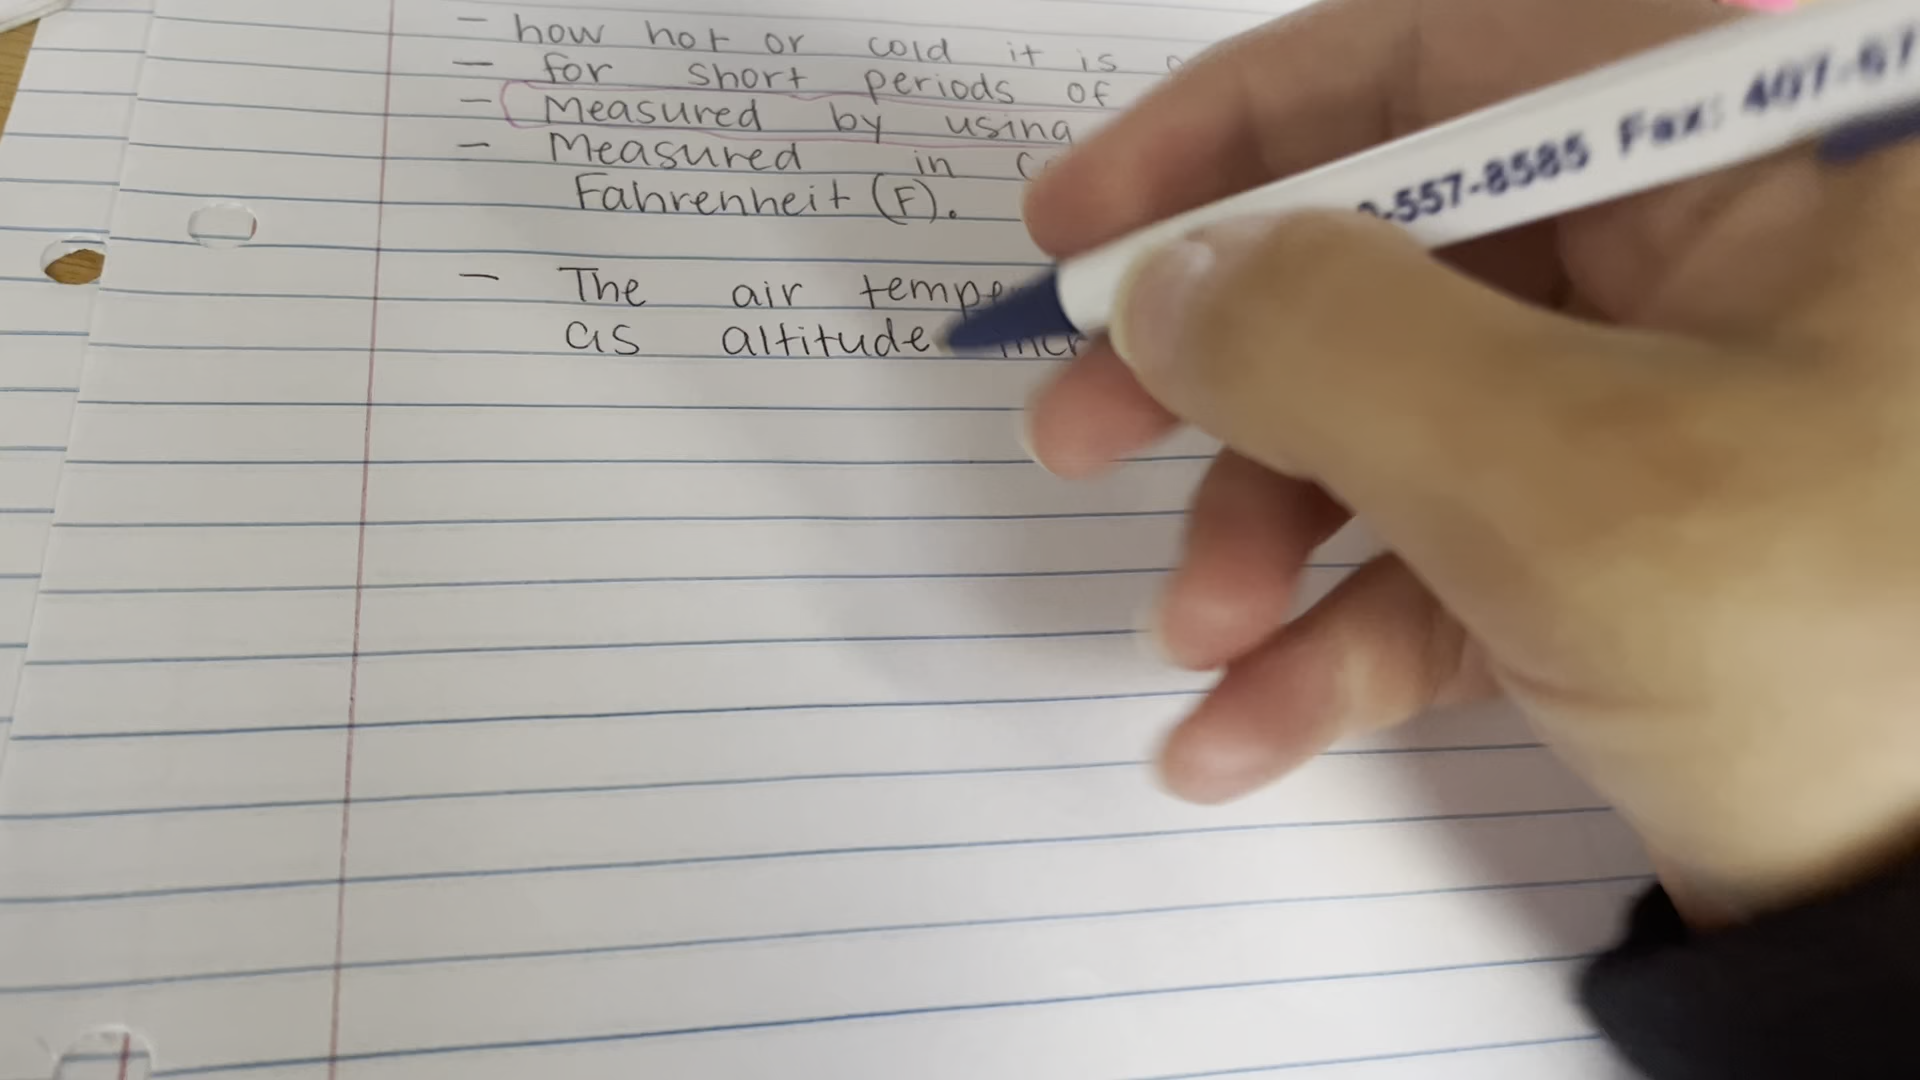 - how hot or cold it is
- for short periods of
- Measured by using
- Measured in
Fahrenheit (F).
- The air
as altitude
-557-8585 Fax: